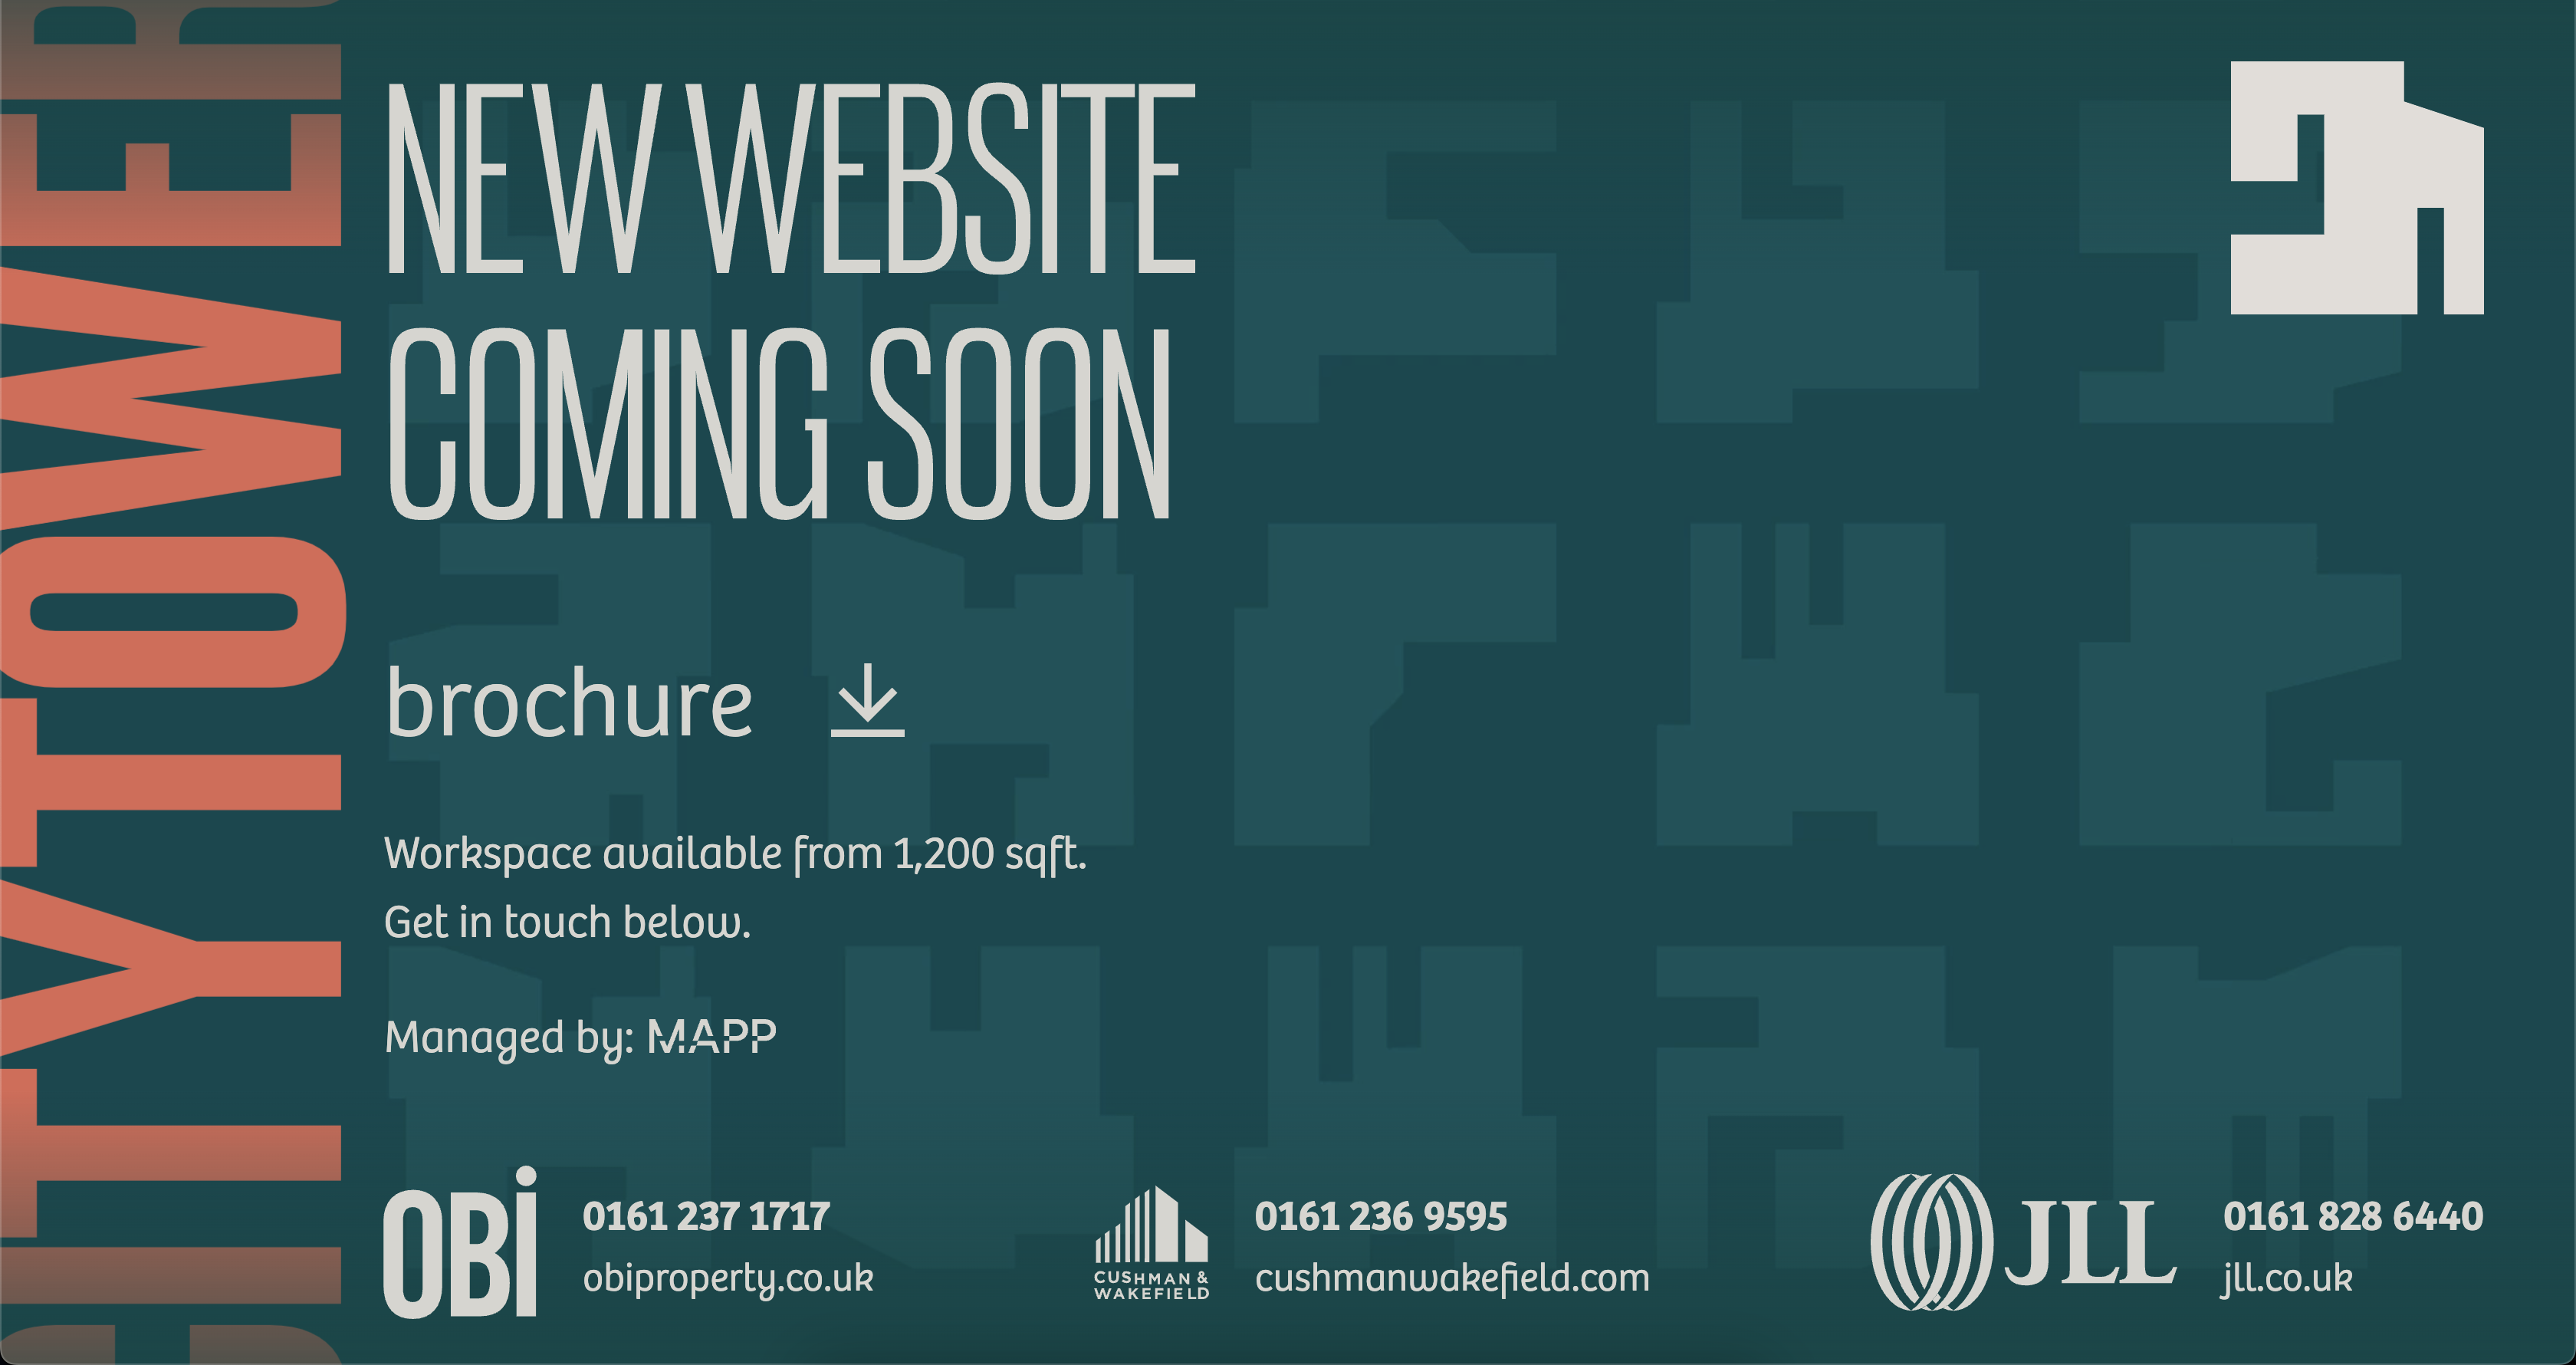 CITYTOWER
NEW WEBSITE
COMING SOON
brochure
Workspace available from 1,200 sqft.
Get in touch below.
Managed by: MAPP
OBi
0161 237 1717
obiproperty.co.uk
CUSHMAN &
WAKEFIELD
0161 236 9595
cushmanwakefield.com
JLL
0161 828 6440
jll.co.uk